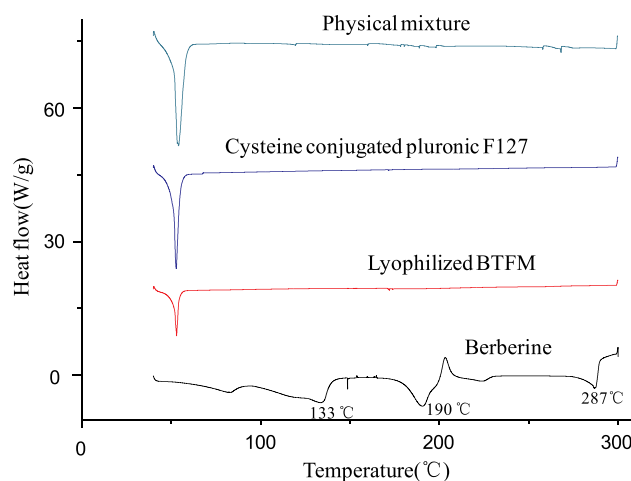 Physical mixture
60
Cysteine conjugated pluronic F127
Heat flow(W/g)
30
Lyophilized BTFM
Berberine
0
133℃
190℃
287℃
0
100
200
300
Temperature(℃)